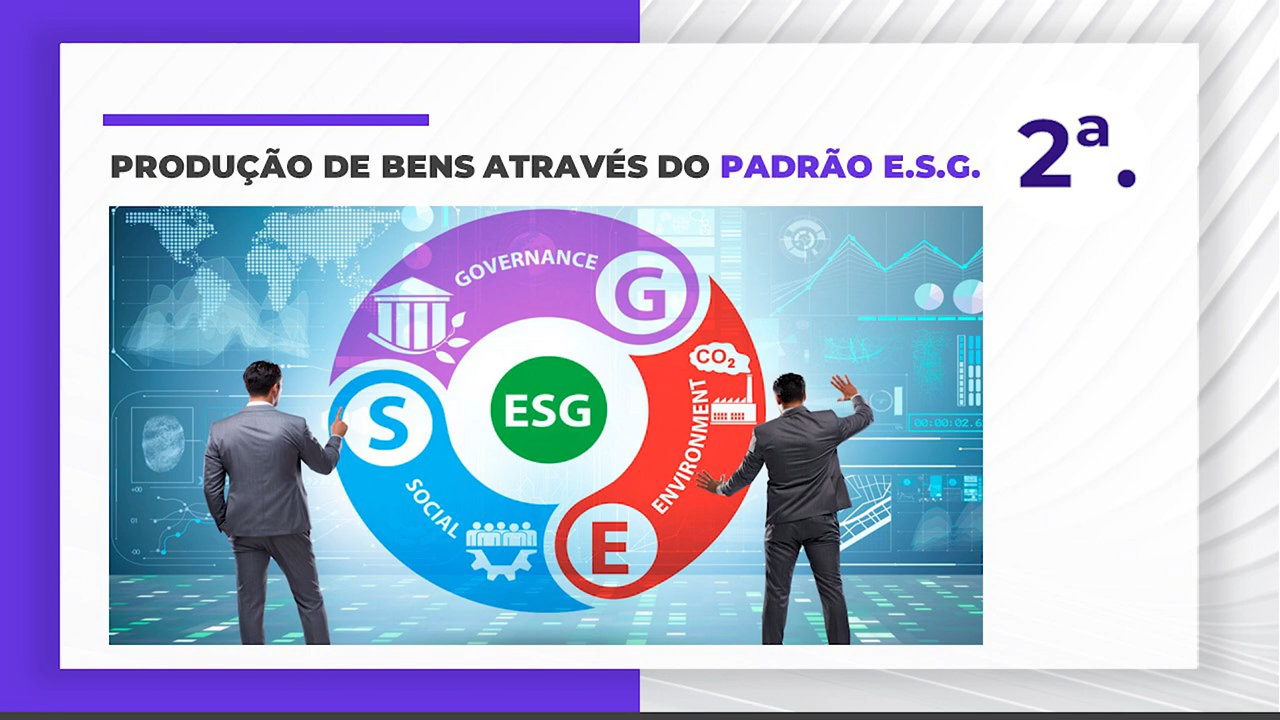 PRODUÇÃO DE BENS ATRAVÉS DO PADRÃO E.S.G.
2ª.
GOVERNANCE
G
CO₂
S
ESG
ENVIRONMENT
SOCIAL
E